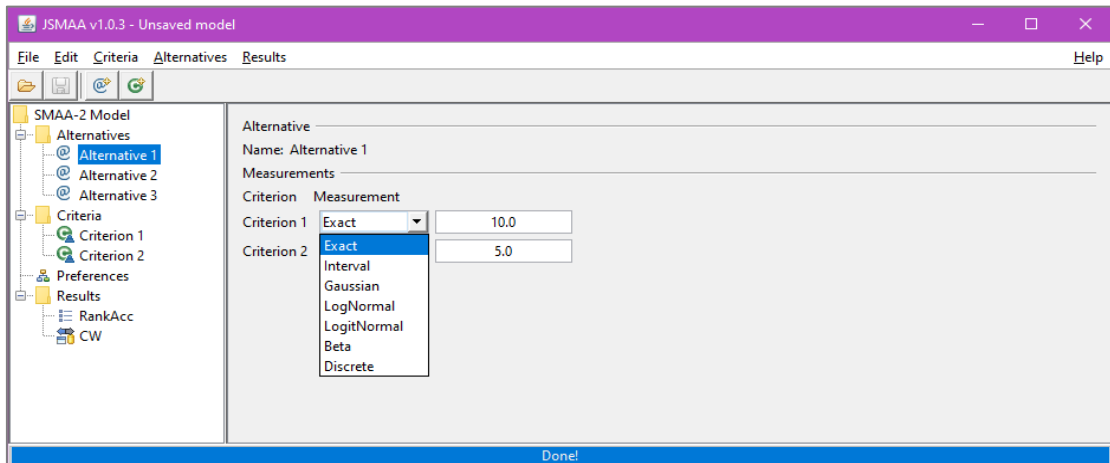 JSMAA v1.0.3 - Unsaved model
File Edit Criteria Alternatives Results Help
SMAA-2 Model
Alternatives
Alternative 1
Alternative 2
Alternative 3
Criteria
Criterion 1
Criterion 2
Preferences
Results
RankAcc
CW
Alternative
Name: Alternative 1
Measurements
Criterion Measurement
Criterion 1 Exact 10.0
Criterion 2 5.0
Exact
Interval
Gaussian
LogNormal
LogitNormal
Beta
Discrete
Done!